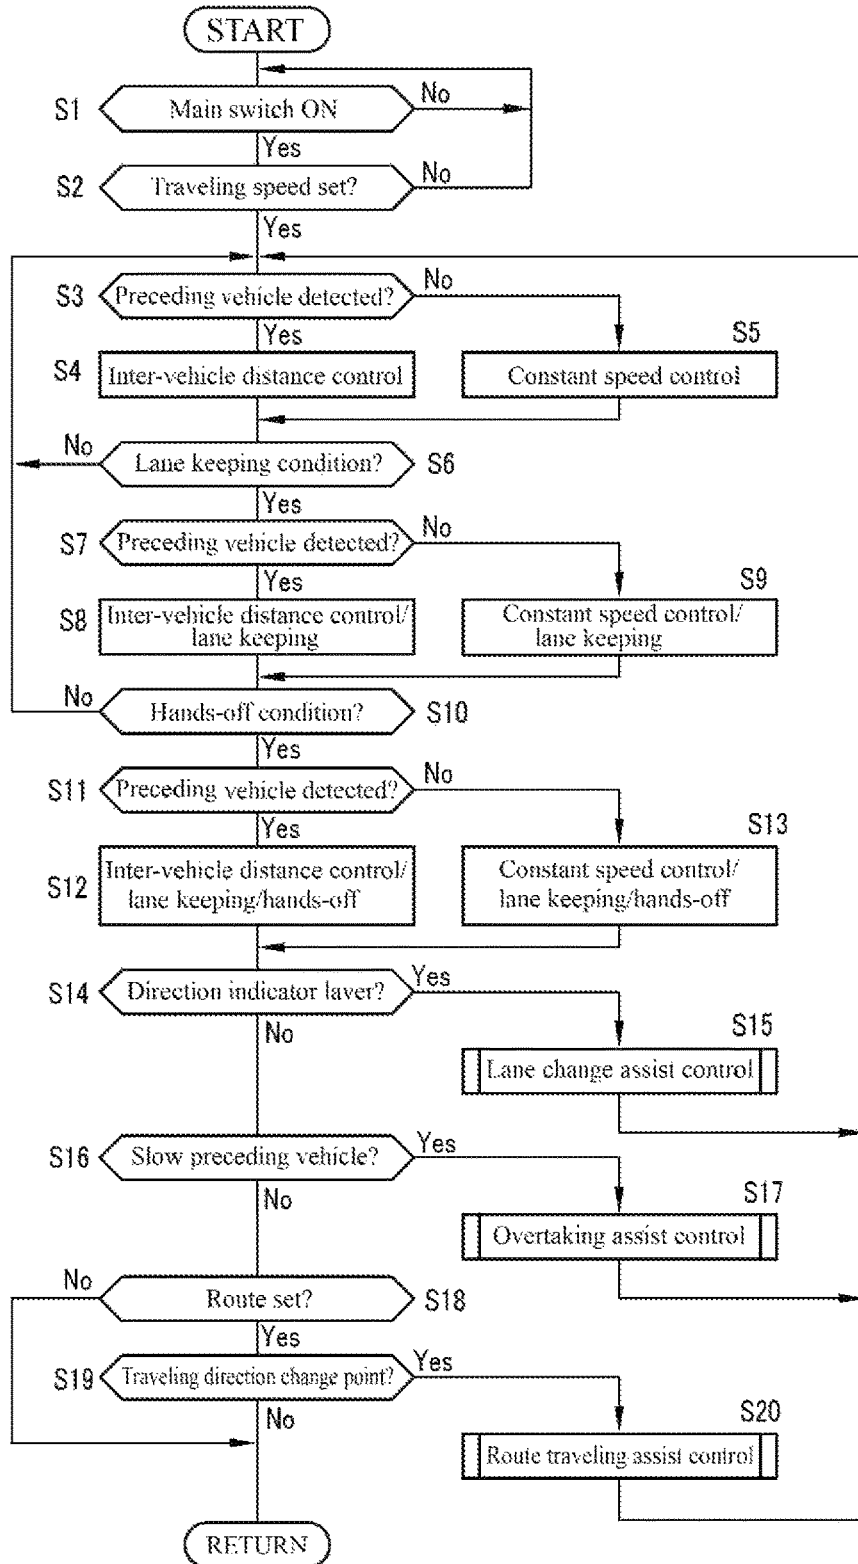 START
S1
Main switch ON
No
Yes
S2
Traveling speed set?
No
Yes
S3
Preceding vehicle detected?
No
Yes
S4
Inter-vehicle distance control
S5
Constant speed control
No
Lane keeping condition?
S6
Yes
S7
Preceding vehicle detected?
No
Yes
S8
Inter-vehicle distance control/
lane keeping
S9
Constant speed control/
lane keeping
No
Hands-off condition?
S10
Yes
S11
Preceding vehicle detected?
No
Yes
S12
Inter-vehicle distance control/
lane keeping/hands-off
S13
Constant speed control/
lane keeping/hands-off
S14
Direction indicator laver?
Yes
No
S15
Lane change assist control
S16
Slow preceding vehicle?
Yes
No
S17
Overtaking assist control
No
Route set?
S18
Yes
S19
Traveling direction change point?
Yes
No
S20
Route traveling assist control
RETURN